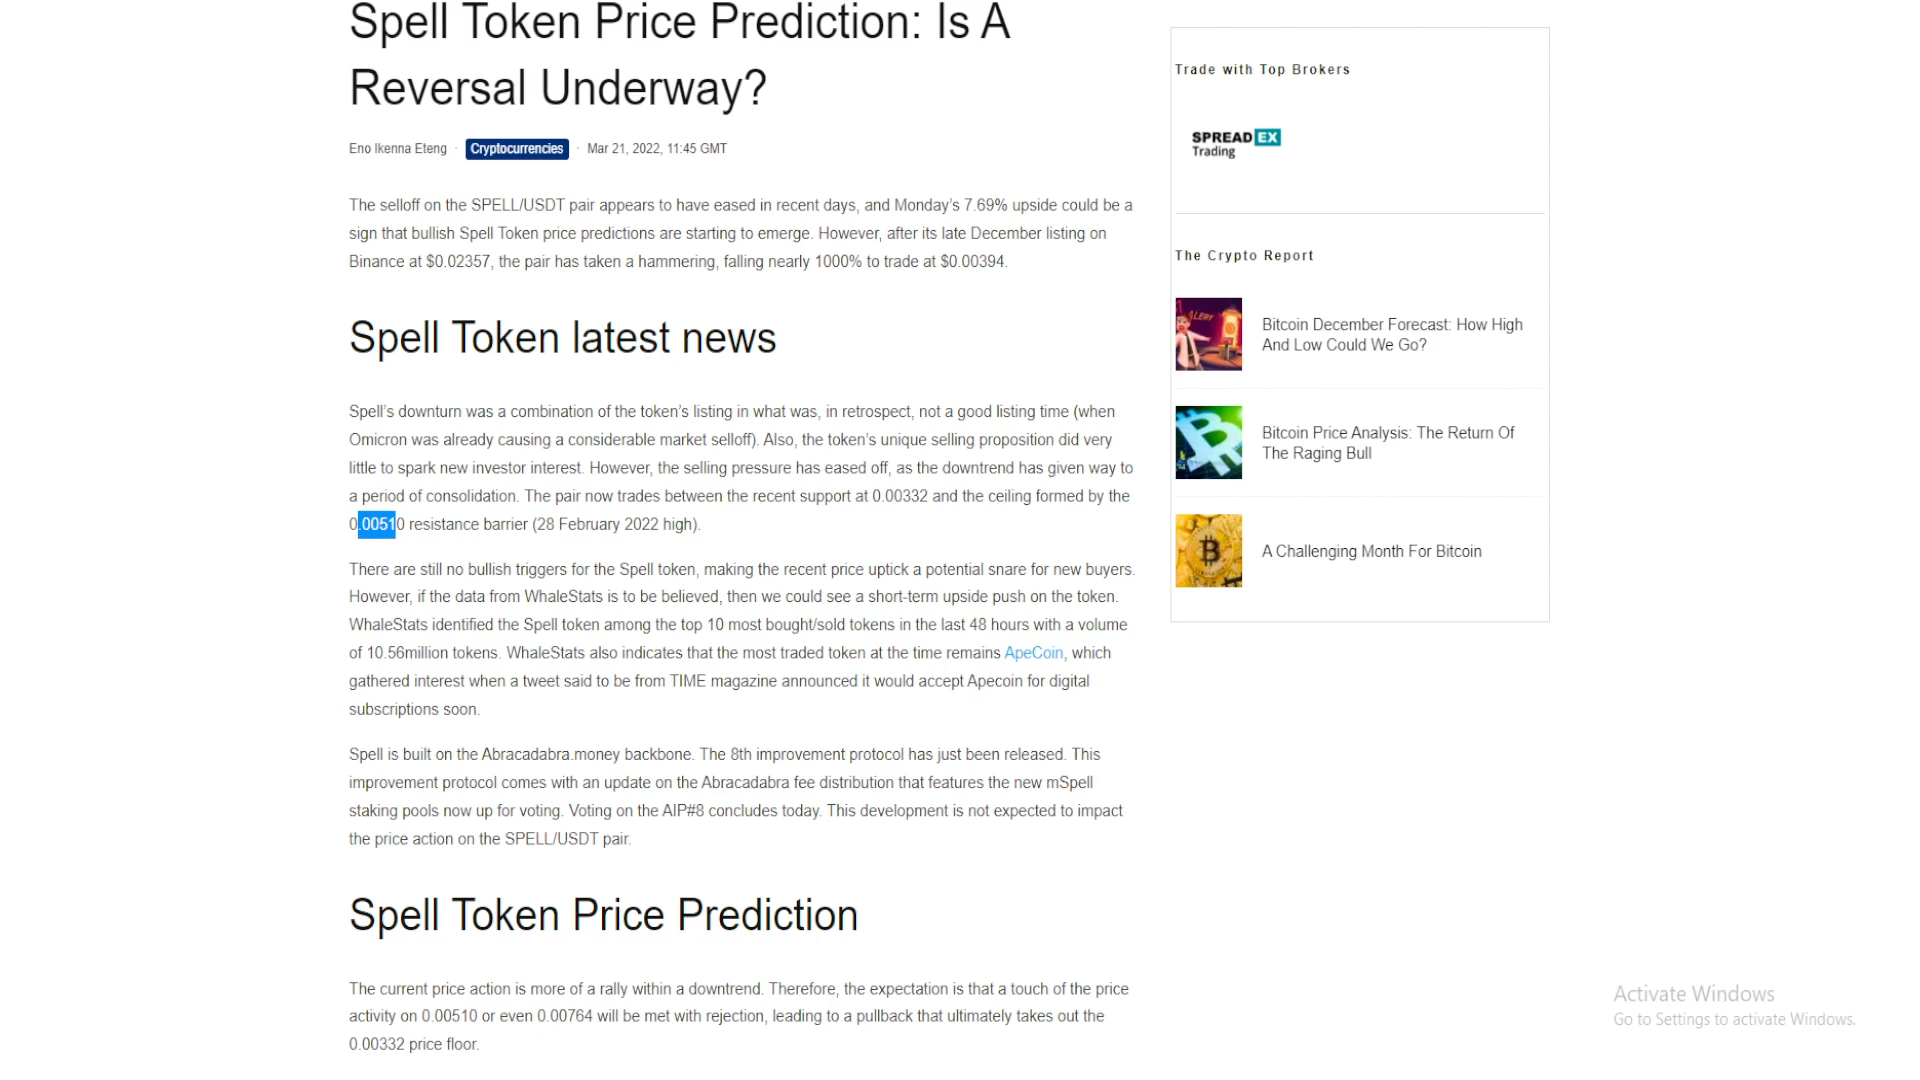 Spell Token Price Prediction: Is A
Reversal Underway?
Eno Ikenna Eteng · Cryptocurrencies · Mar 21, 2022, 11:45 GMT
The selloff on the SPELL/USDT pair appears to have eased in recent days, and Monday’s 7.69% upside could be a
sign that bullish Spell Token price predictions are starting to emerge. However, after its late December listing on
Binance at $0.02357, the pair has taken a hammering, falling nearly 1000% to trade at $0.00394.
Spell Token latest news
Spell’s downturn was a combination of the token’s listing in what was, in retrospect, not a good listing time (when
Omicron was already causing a considerable market selloff). Also, the token’s unique selling proposition did very
little to spark new investor interest. However, the selling pressure has eased off, as the downtrend has given way to
a period of consolidation. The pair now trades between the recent support at 0.00332 and the ceiling formed by the
0.00510 resistance barrier (28 February 2022 high).
There are still no bullish triggers for the Spell token, making the recent price uptick a potential snare for new buyers.
However, if the data from WhaleStats is to be believed, then we could see a short-term upside push on the token.
WhaleStats identified the Spell token among the top 10 most bought/sold tokens in the last 48 hours with a volume
of 10.56million tokens. WhaleStats also indicates that the most traded token at the time remains ApeCoin, which
gathered interest when a tweet said to be from TIME magazine announced it would accept Apecoin for digital
subscriptions soon.
Spell is built on the Abracadabra.money backbone. The 8th improvement protocol has just been released. This
improvement protocol comes with an update on the Abracadabra fee distribution that features the new mSpell
staking pools now up for voting. Voting on the AIP#8 concludes today. This development is not expected to impact
the price action on the SPELL/USDT pair.
Spell Token Price Prediction
The current price action is more of a rally within a downtrend. Therefore, the expectation is that a touch of the price
activity on 0.00510 or even 0.00764 will be met with rejection, leading to a pullback that ultimately takes out the
0.00332 price floor.
Trade with Top Brokers
SPREADEX
Trading
The Crypto Report
ALERT
Bitcoin December Forecast: How High
And Low Could We Go?
Bitcoin Price Analysis: The Return Of
The Raging Bull
A Challenging Month For Bitcoin
Activate Windows
Go to Settings to activate Windows.